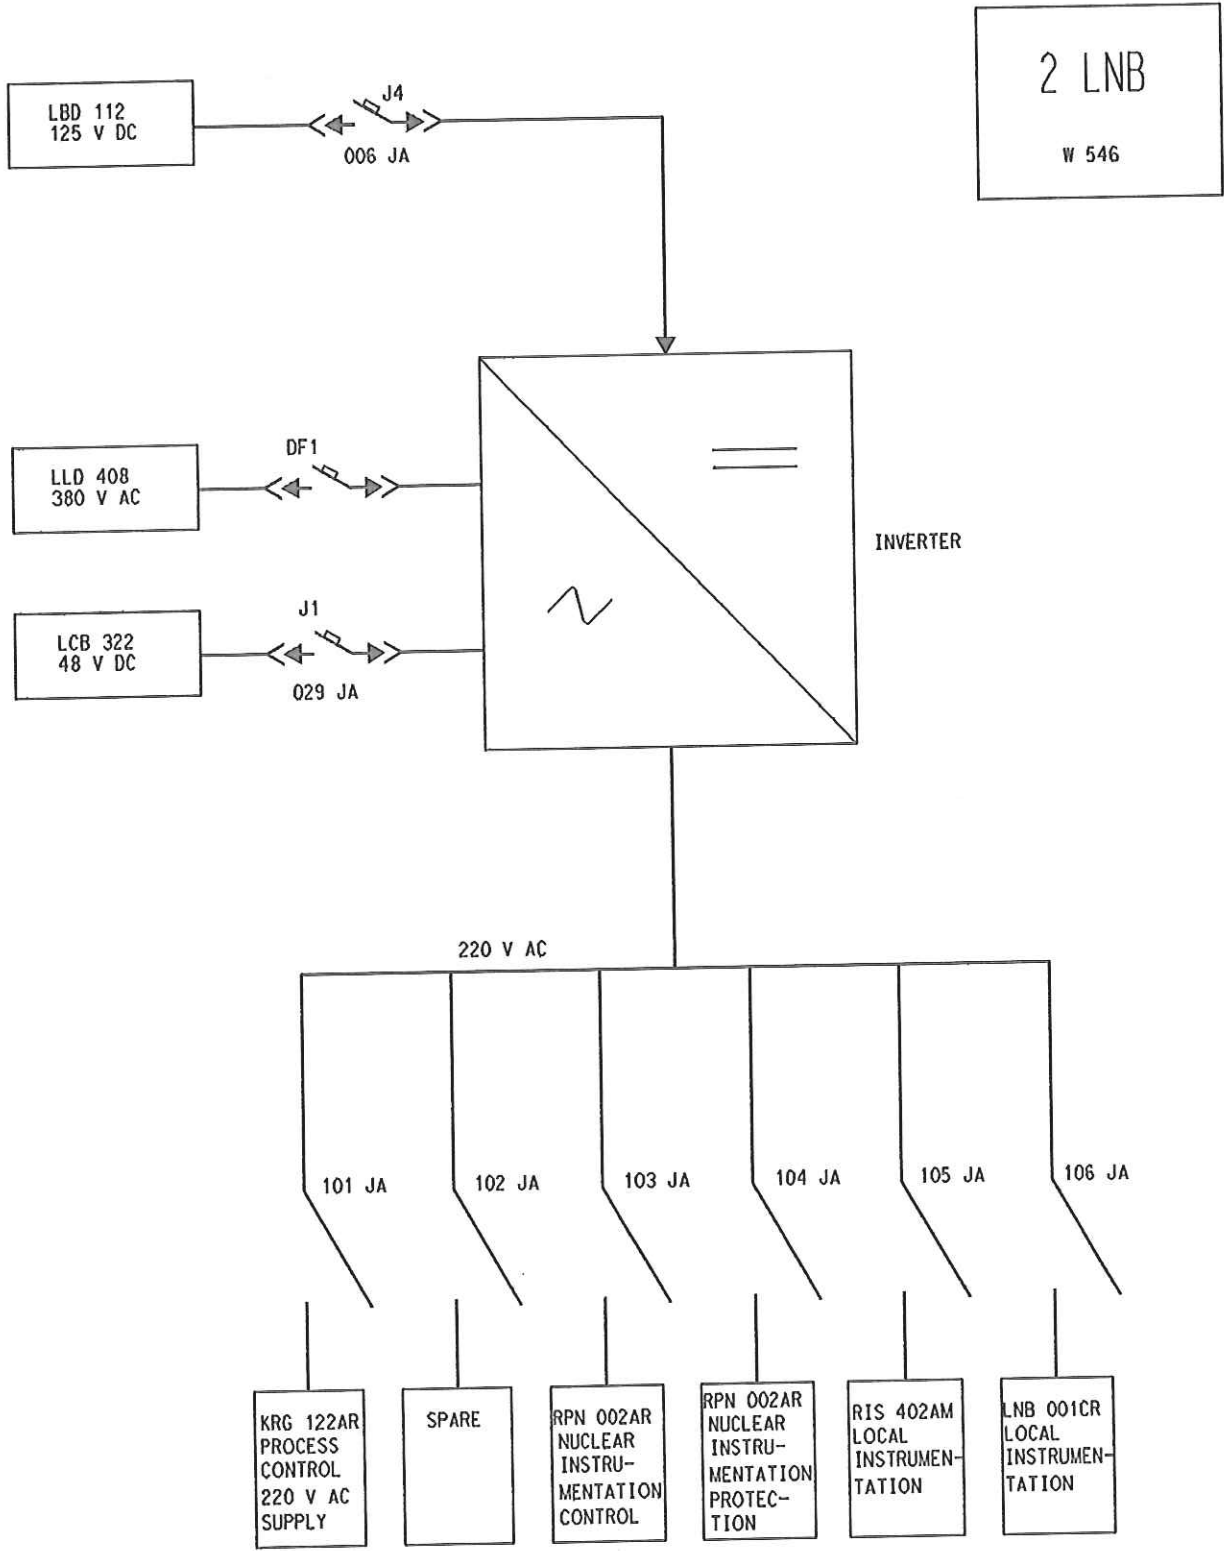 2 LNB
W 546
LBD 112
125 V DC
J4
006 JA
LLD 408
380 V AC
DF1
INVERTER
LCB 322
48 V DC
J1
029 JA
220 V AC
101 JA
102 JA
103 JA
104 JA
105 JA
106 JA
KRG 122AR
PROCESS
CONTROL
220 V AC
SUPPLY
SPARE
RPN 002AR
NUCLEAR
INSTRU-
MENTATION
CONTROL
RPN 002AR
NUCLEAR
INSTRU-
MENTATION
PROTEC-
TION
RIS 402AM
LOCAL
INSTRUMEN-
TATION
LNB 001CR
LOCAL
INSTRUMEN-
TATION